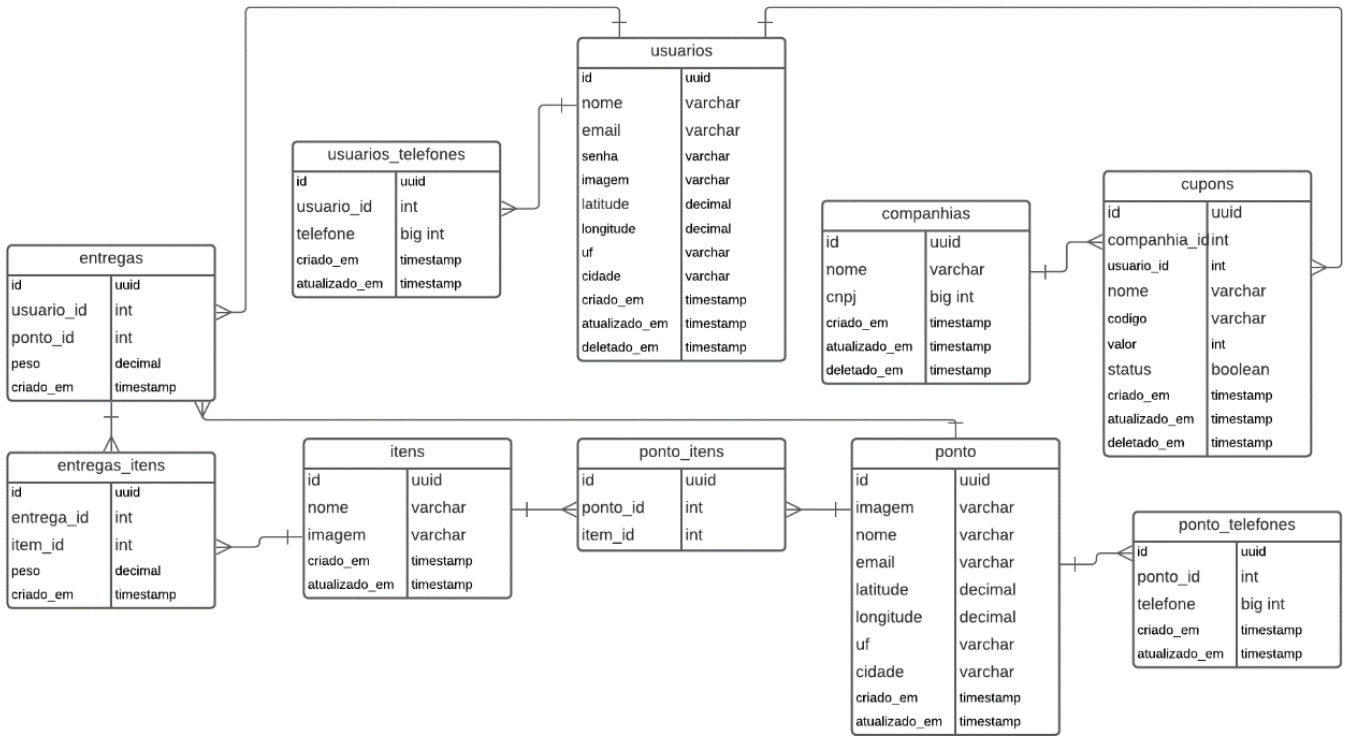 usuarios
id uuid
nome varchar
email varchar
senha varchar
imagem varchar
latitude decimal
longitude decimal
uf varchar
cidade varchar
criado_em timestamp
atualizado_em timestamp
deletado_em timestamp
usuarios_telefones
id uuid
usuario_id int
telefone big int
criado_em timestamp
atualizado_em timestamp
companhias
id uuid
nome varchar
cnpj big int
criado_em timestamp
atualizado_em timestamp
deletado_em timestamp
cupons
id uuid
companhia_id int
usuario_id int
nome varchar
codigo varchar
valor int
status boolean
criado_em timestamp
atualizado_em timestamp
deletado_em timestamp
entregas
id uuid
usuario_id int
ponto_id int
peso decimal
criado_em timestamp
entregas_itens
id uuid
entrega_id int
item_id int
peso decimal
criado_em timestamp
itens
id uuid
nome varchar
imagem varchar
criado_em timestamp
atualizado_em timestamp
ponto_itens
id uuid
ponto_id int
item_id int
ponto
id uuid
imagem varchar
nome varchar
email varchar
latitude decimal
longitude decimal
uf varchar
cidade varchar
criado_em timestamp
atualizado_em timestamp
ponto_telefones
id uuid
ponto_id int
telefone big int
criado_em timestamp
atualizado_em timestamp